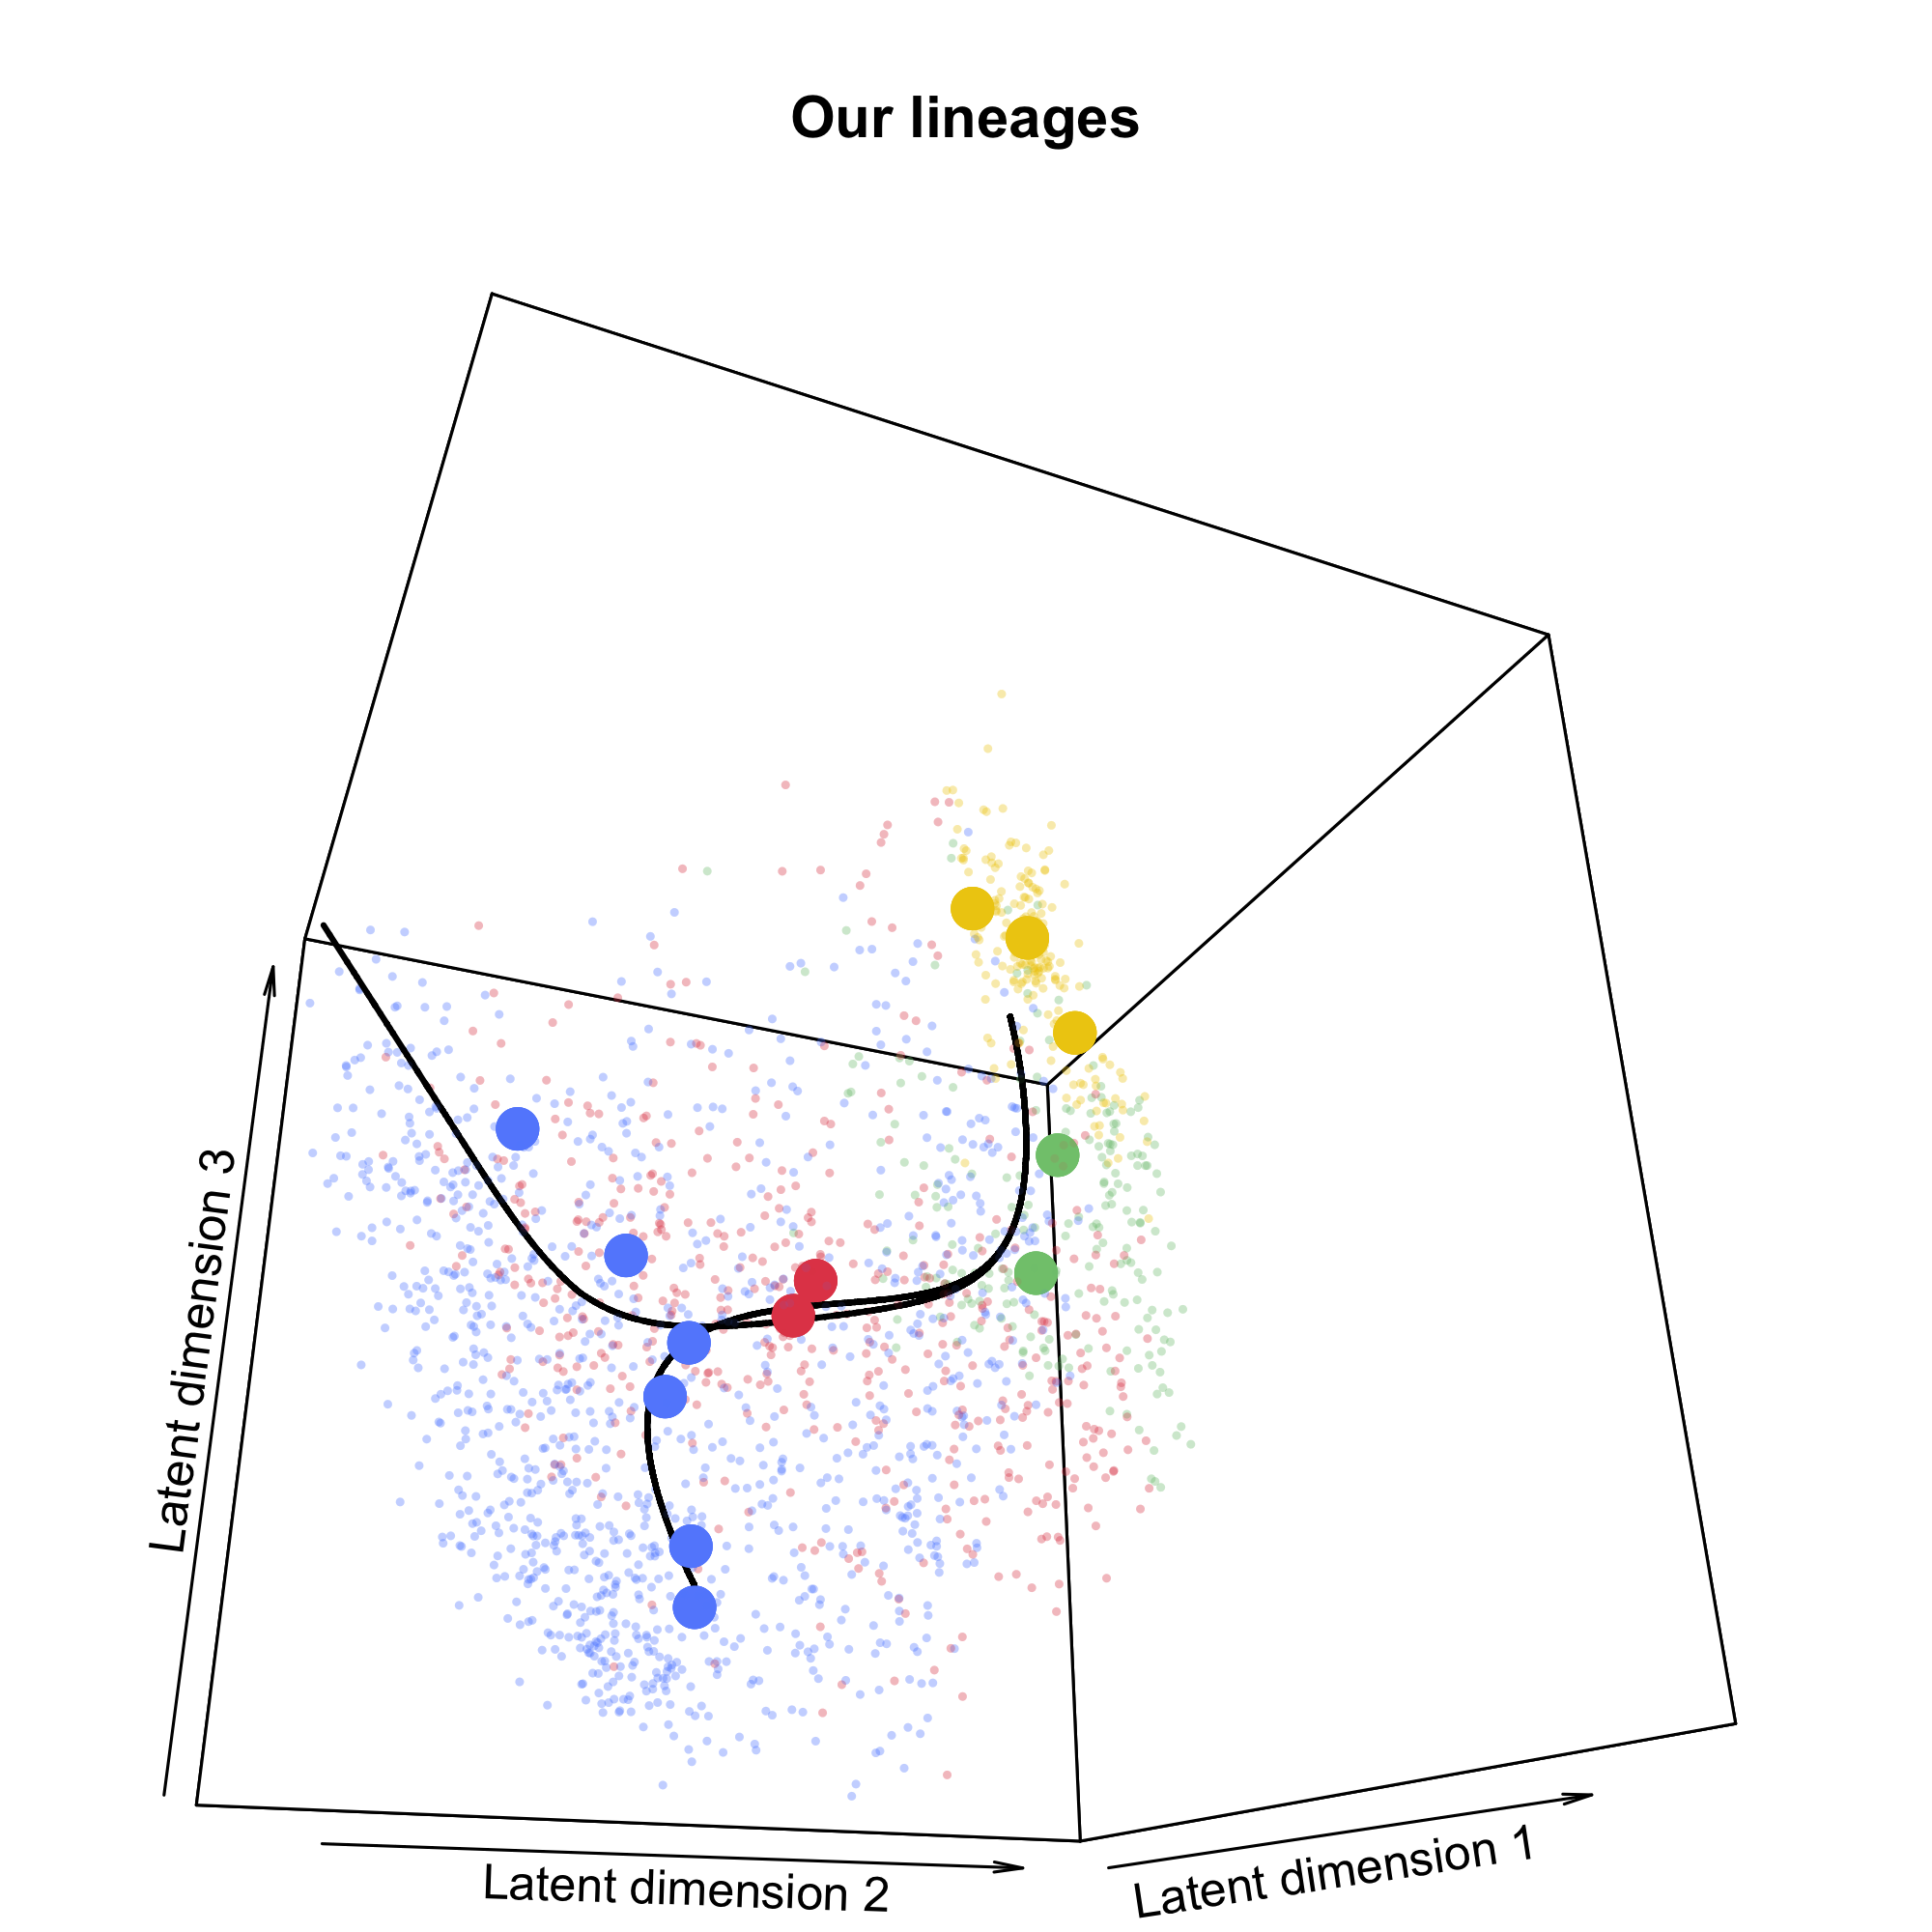 Our lineages
Latent dimension 3
Latent dimension 2
Latent dimension 1